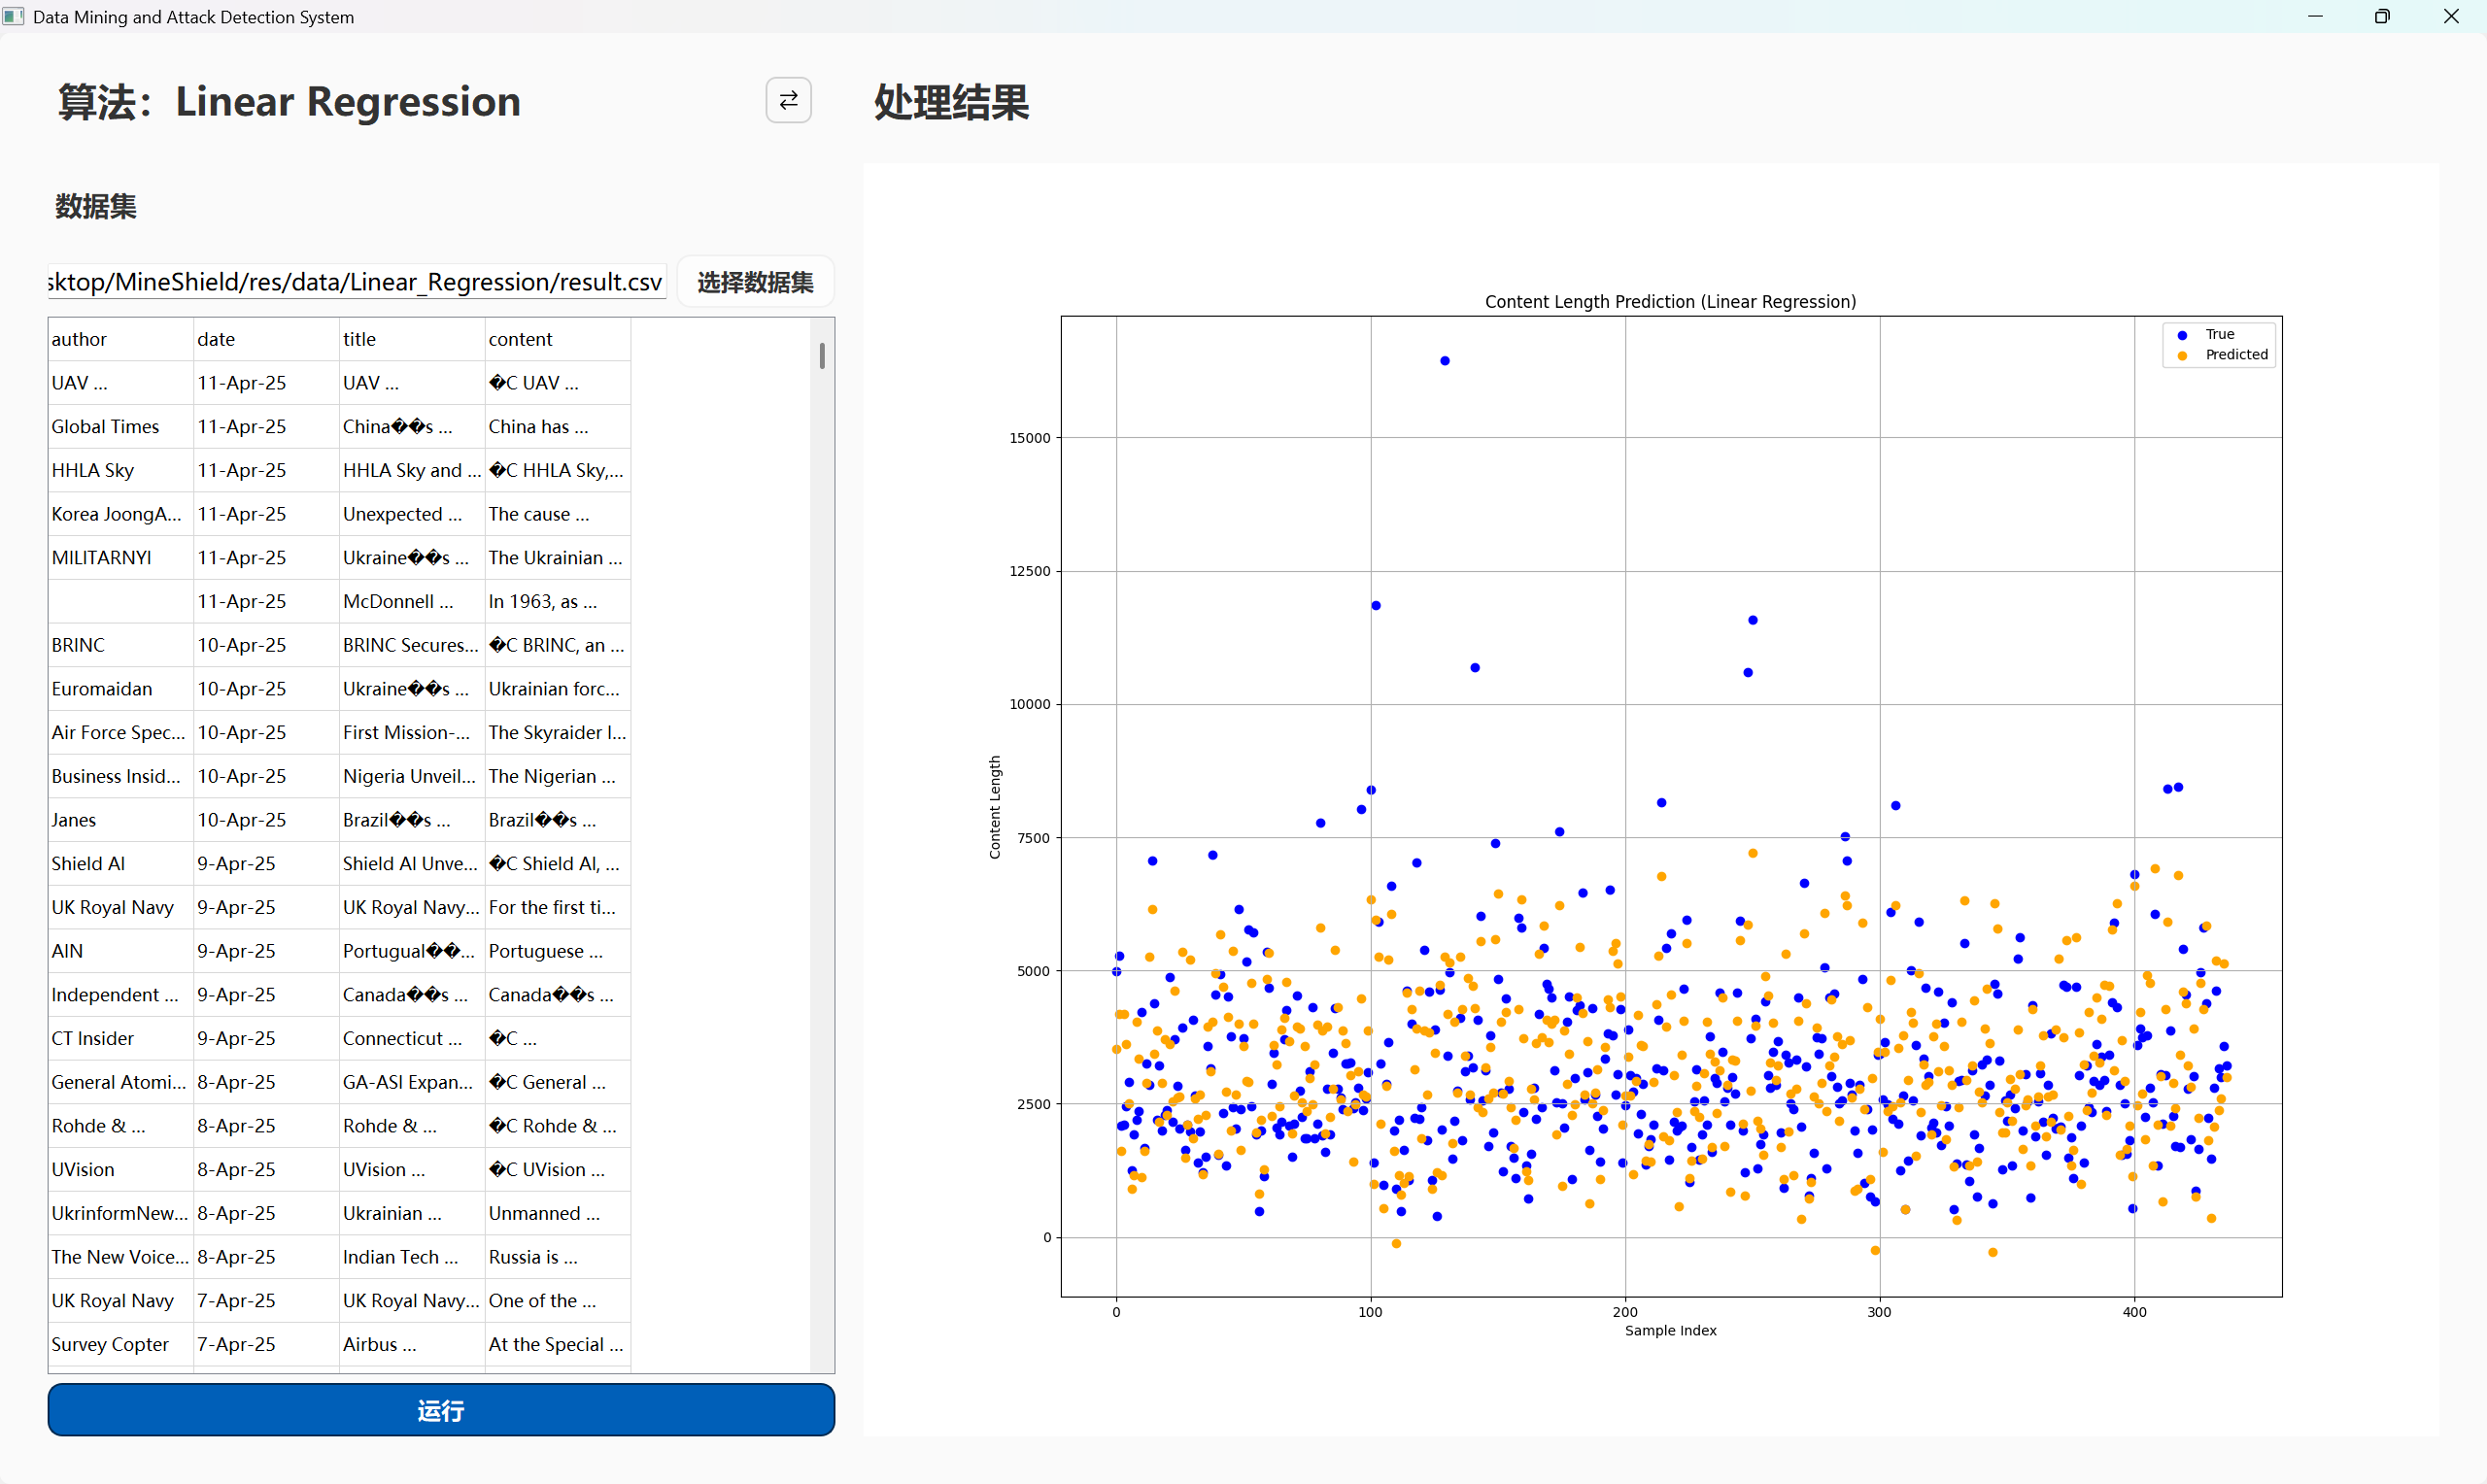 Data Mining and Attack Detection System
算法：Linear Regression
⇄
处理结果
数据集
sktop/MineShield/res/data/Linear_Regression/result.csv
选择数据集
author date title content
UAV ... 11-Apr-25 UAV ... �C UAV ...
Global Times 11-Apr-25 China��s ... China has ...
HHLA Sky 11-Apr-25 HHLA Sky and ... �C HHLA Sky,...
Korea JoongA... 11-Apr-25 Unexpected ... The cause ...
MILITARNYI 11-Apr-25 Ukraine��s ... The Ukrainian ...
11-Apr-25 McDonnell ... In 1963, as ...
BRINC 10-Apr-25 BRINC Secures... �C BRINC, an ...
Euromaidan 10-Apr-25 Ukraine��s ... Ukrainian forc...
Air Force Spec... 10-Apr-25 First Mission-... The Skyraider I...
Business Insid... 10-Apr-25 Nigeria Unveil... The Nigerian ...
Janes 10-Apr-25 Brazil��s ... Brazil��s ...
Shield AI 9-Apr-25 Shield AI Unve... �C Shield AI, ...
UK Royal Navy 9-Apr-25 UK Royal Navy... For the first ti...
AIN 9-Apr-25 Portugual��... Portuguese ...
Independent ... 9-Apr-25 Canada��s ... Canada��s ...
CT Insider 9-Apr-25 Connecticut ... �C ...
General Atomi... 8-Apr-25 GA-ASI Expan... �C General ...
Rohde & ... 8-Apr-25 Rohde & ... �C Rohde & ...
UVision 8-Apr-25 UVision ... �C UVision ...
UkrinformNew... 8-Apr-25 Ukrainian ... Unmanned ...
The New Voice... 8-Apr-25 Indian Tech ... Russia is ...
UK Royal Navy 7-Apr-25 UK Royal Navy... One of the ...
Survey Copter 7-Apr-25 Airbus ... At the Special ...
运行
Content Length Prediction (Linear Regression)
True
Predicted
Content Length
15000
12500
10000
7500
5000
2500
0
0 100 200 300 400
Sample Index